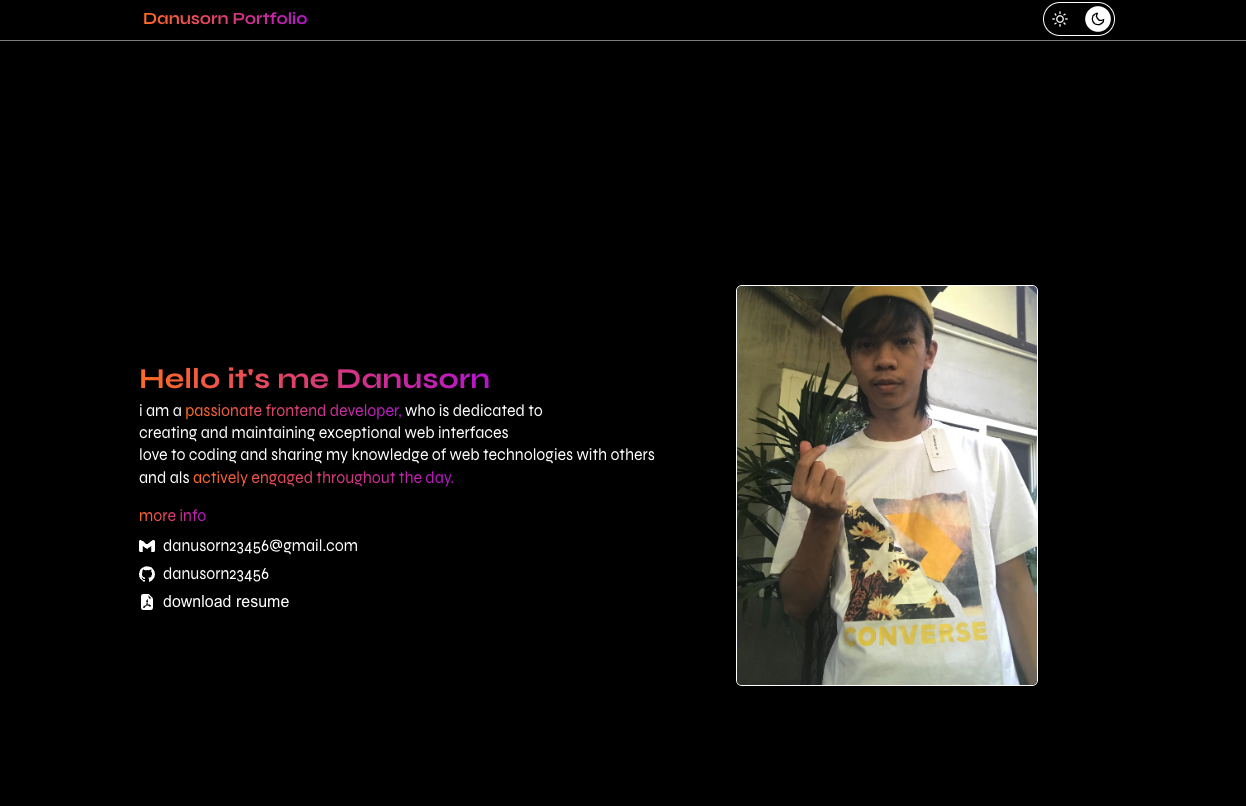 Danusorn Portfolio
Hello it's me Danusorn
i am a passionate frontend developer, who is dedicated to
creating and maintaining exceptional web interfaces
love to coding and sharing my knowledge of web technologies with others
and als actively engaged throughout the day.
more info
danusorn23456@gmail.com
danusorn23456
download resume
CONVERSE